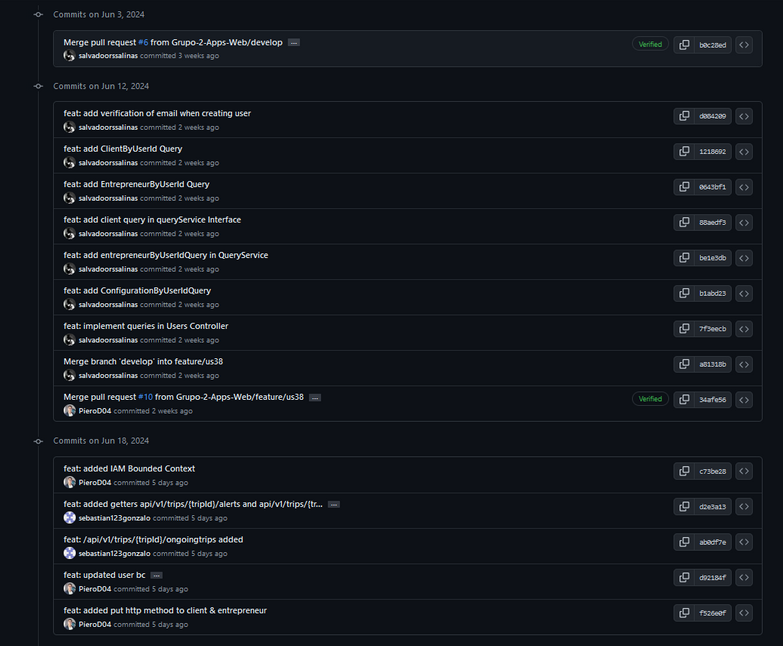 Commits on Jun 3, 2024
Merge pull request #6 from Grupo-2-Apps-Web/develop ...
Verified
b0c28ed
salvadoorssalinas committed 3 weeks ago
Commits on Jun 12, 2024
feat: add verification of email when creating user
d084209
salvadoorssalinas committed 2 weeks ago
feat: add ClientByUserId Query
1218692
salvadoorssalinas committed 2 weeks ago
feat: add EntrepreneurByUserId Query
0643bf1
salvadoorssalinas committed 2 weeks ago
feat: add client query in queryService Interface
88aedf3
salvadoorssalinas committed 2 weeks ago
feat: add entrepreneurByUserIdQuery in QueryService
be1e3db
salvadoorssalinas committed 2 weeks ago
feat: add ConfigurationByUserIdQuery
b1abd23
salvadoorssalinas committed 2 weeks ago
feat: implement queries in Users Controller
7f3eecb
salvadoorssalinas committed 2 weeks ago
Merge branch 'develop' into feature/us38
a81318b
salvadoorssalinas committed 2 weeks ago
Merge pull request #10 from Grupo-2-Apps-Web/feature/us38 ...
Verified
34afe56
PieroD04 committed 2 weeks ago
Commits on Jun 18, 2024
feat: added IAM Bounded Context
c73be28
PieroD04 committed 5 days ago
feat: added getters api/v1/trips/{tripId}/alerts and api/v1/trips/{tr... ...
d2e3a13
sebastian123gonzalo committed 5 days ago
feat: /api/v1/trips/{tripId}/ongoingtrips added
ab0df7e
sebastian123gonzalo committed 5 days ago
feat: updated user bc ...
d92184f
PieroD04 committed 5 days ago
feat: added put http method to client & entrepreneur
f526e0f
PieroD04 committed 5 days ago